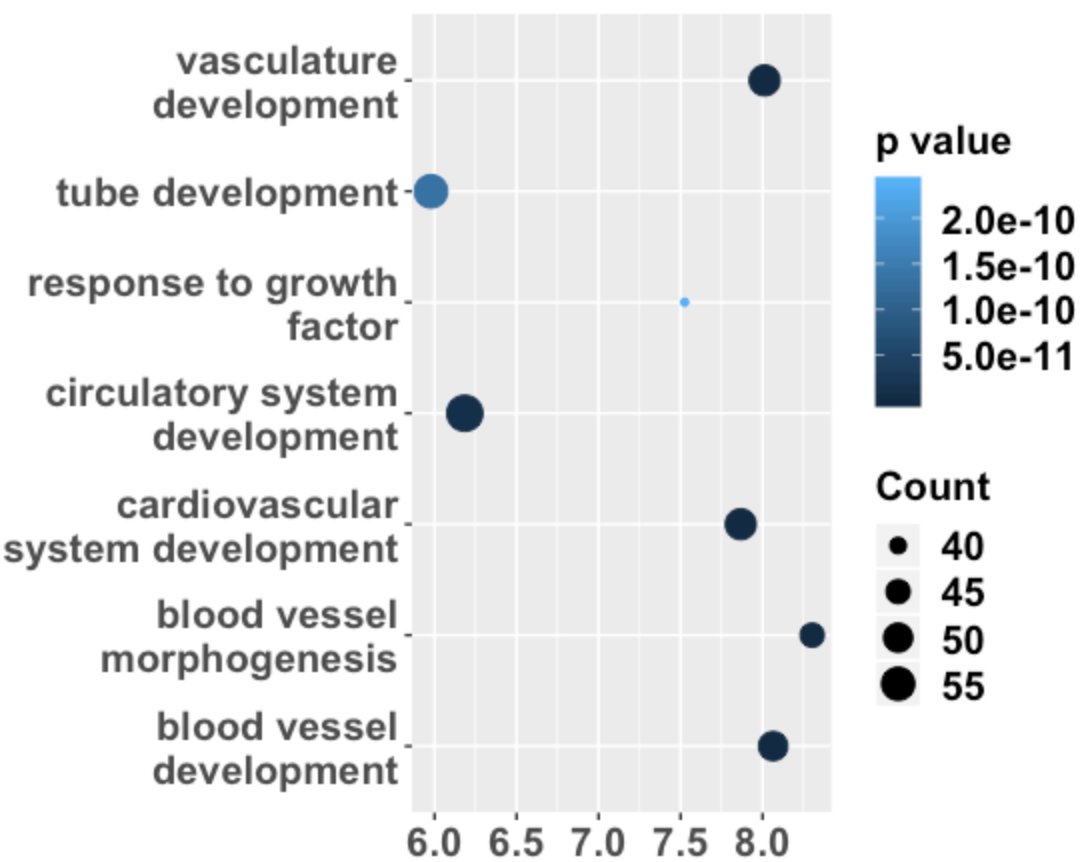 vasculature
development
tube development
response to growth
factor
circulatory system
development
cardiovascular
system development
blood vessel
morphogenesis
blood vessel
development
6.0 6.5 7.0 7.5 8.0
p value
2.0e-10
1.5e-10
1.0e-10
5.0e-11
Count
40
45
50
55